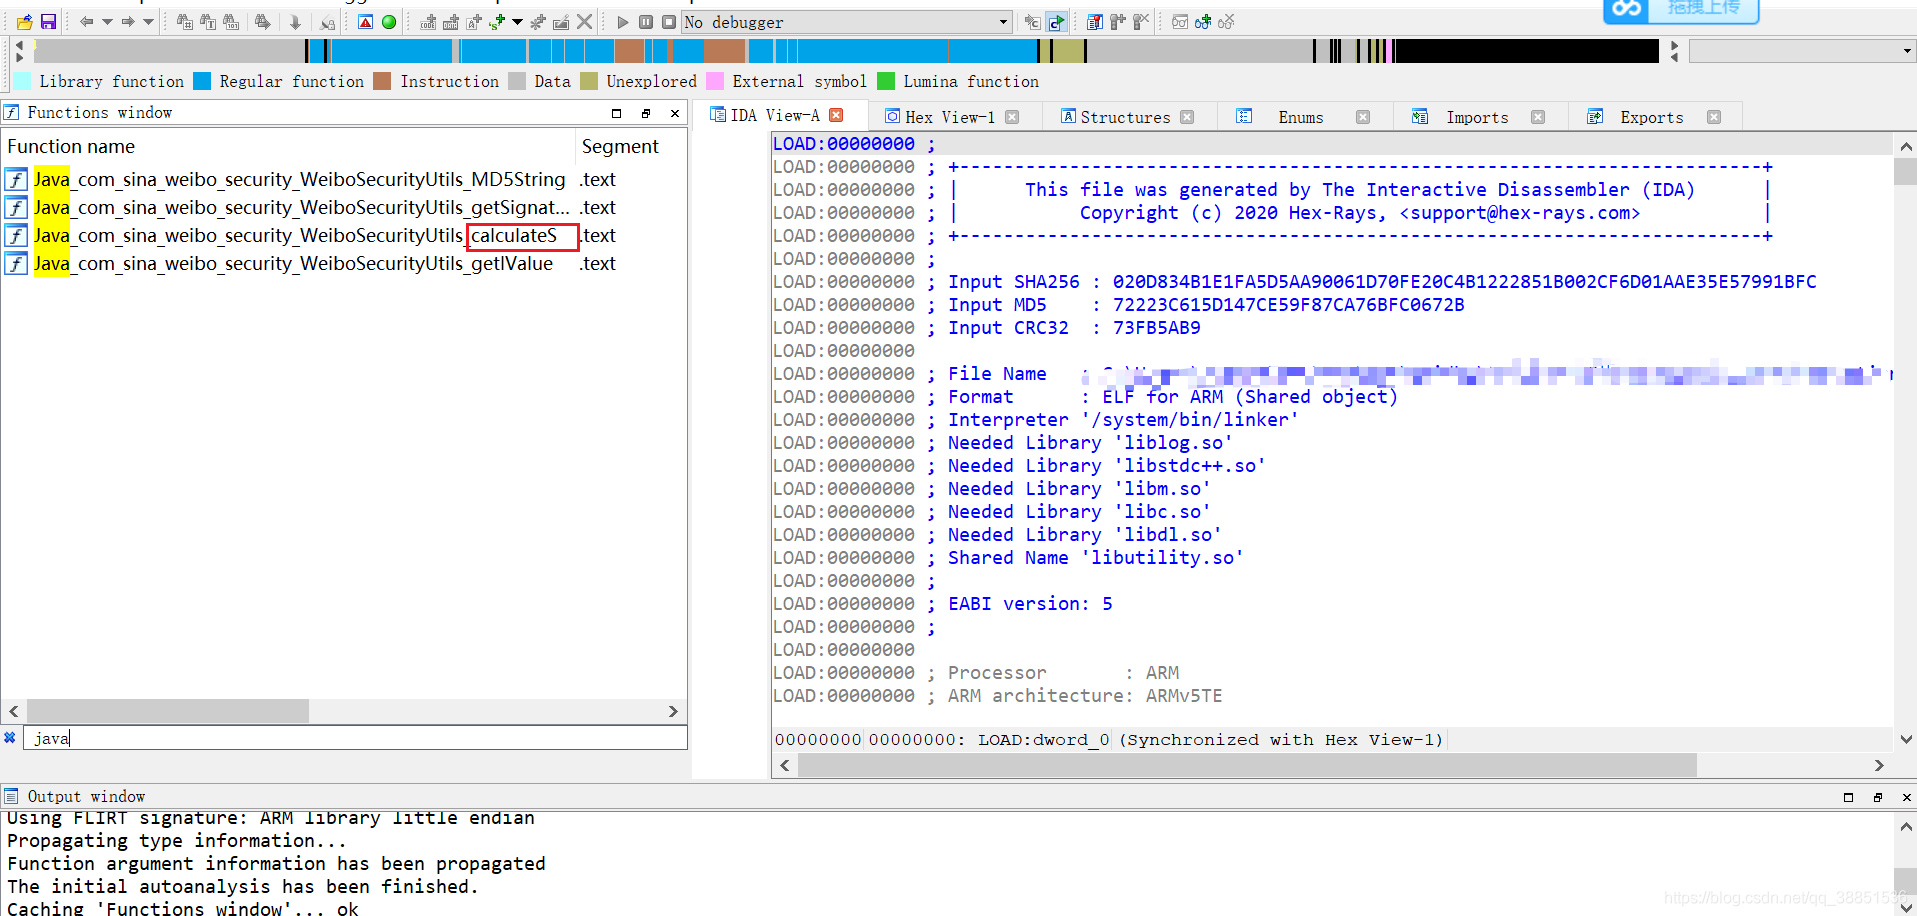 拖拽上传
No debugger
Library function Regular function Instruction Data Unexplored External symbol Lumina function
Functions window
Function name Segment
Java_com_sina_weibo_security_WeiboSecurityUtils_MD5String .text
Java_com_sina_weibo_security_WeiboSecurityUtils_getSignat... .text
Java_com_sina_weibo_security_WeiboSecurityUtils_calculateS .text
Java_com_sina_weibo_security_WeiboSecurityUtils_getIValue .text
java
IDA View-A Hex View-1 Structures Enums Imports Exports
LOAD:00000000 ;
LOAD:00000000 ; +-------------------------------------------------------------------------+
LOAD:00000000 ; | This file was generated by The Interactive Disassembler (IDA) |
LOAD:00000000 ; | Copyright (c) 2020 Hex-Rays, <support@hex-rays.com> |
LOAD:00000000 ; +-------------------------------------------------------------------------+
LOAD:00000000 ;
LOAD:00000000 ; Input SHA256 : 020D834B1E1FA5D5AA90061D70FE20C4B1222851B002CF6D01AAE35E57991BFC
LOAD:00000000 ; Input MD5 : 72223C615D147CE59F87CA76BFC0672B
LOAD:00000000 ; Input CRC32 : 73FB5AB9
LOAD:00000000
LOAD:00000000 ; File Name :
LOAD:00000000 ; Format : ELF for ARM (Shared object)
LOAD:00000000 ; Interpreter '/system/bin/linker'
LOAD:00000000 ; Needed Library 'liblog.so'
LOAD:00000000 ; Needed Library 'libstdc++.so'
LOAD:00000000 ; Needed Library 'libm.so'
LOAD:00000000 ; Needed Library 'libc.so'
LOAD:00000000 ; Needed Library 'libdl.so'
LOAD:00000000 ; Shared Name 'libutility.so'
LOAD:00000000 ;
LOAD:00000000 ; EABI version: 5
LOAD:00000000 ;
LOAD:00000000
LOAD:00000000 ; Processor : ARM
LOAD:00000000 ; ARM architecture: ARMv5TE
00000000 00000000: LOAD:dword_0 (Synchronized with Hex View-1)
Output window
Using FLIRT signature: ARM library little endian
Propagating type information...
Function argument information has been propagated
The initial autoanalysis has been finished.
Caching 'Functions window'... ok
https://blog.csdn.net/qq_38851536